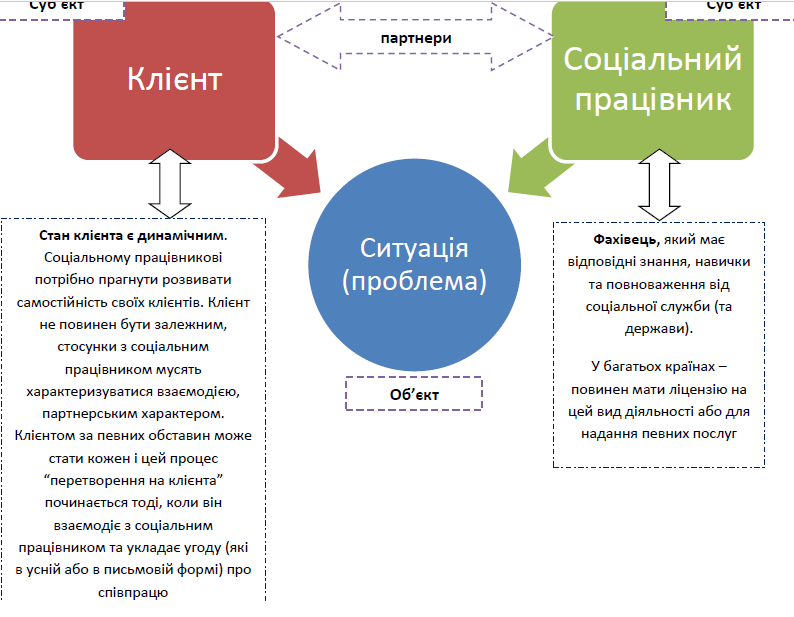 Суб’єкт
Суб’єкт
партнери
Клієнт
Соціальний
працівник
Ситуація
(проблема)
Об’єкт
Стан клієнта є динамічним.
Соціальному працівникові
потрібно прагнути розвивати
самостійність своїх клієнтів. Клієнт
не повинен бути залежним,
стосунки з соціальним
працівником мусять
характеризуватися взаємодією,
партнерським характером.
Клієнтом за певних обставин може
стати кожен і цей процес
“перетворення на клієнта”
починається тоді, коли він
взаємодіє з соціальним
працівником та укладає угоду (які
в усній або в письмовій формі) про
співпрацю
Фахівець, який має
відповідні знання, навички
та повноваження від
соціальної служби (та
держави).
У багатьох країнах –
повинен мати ліцензію на
цей вид діяльності або для
надання певних послуг